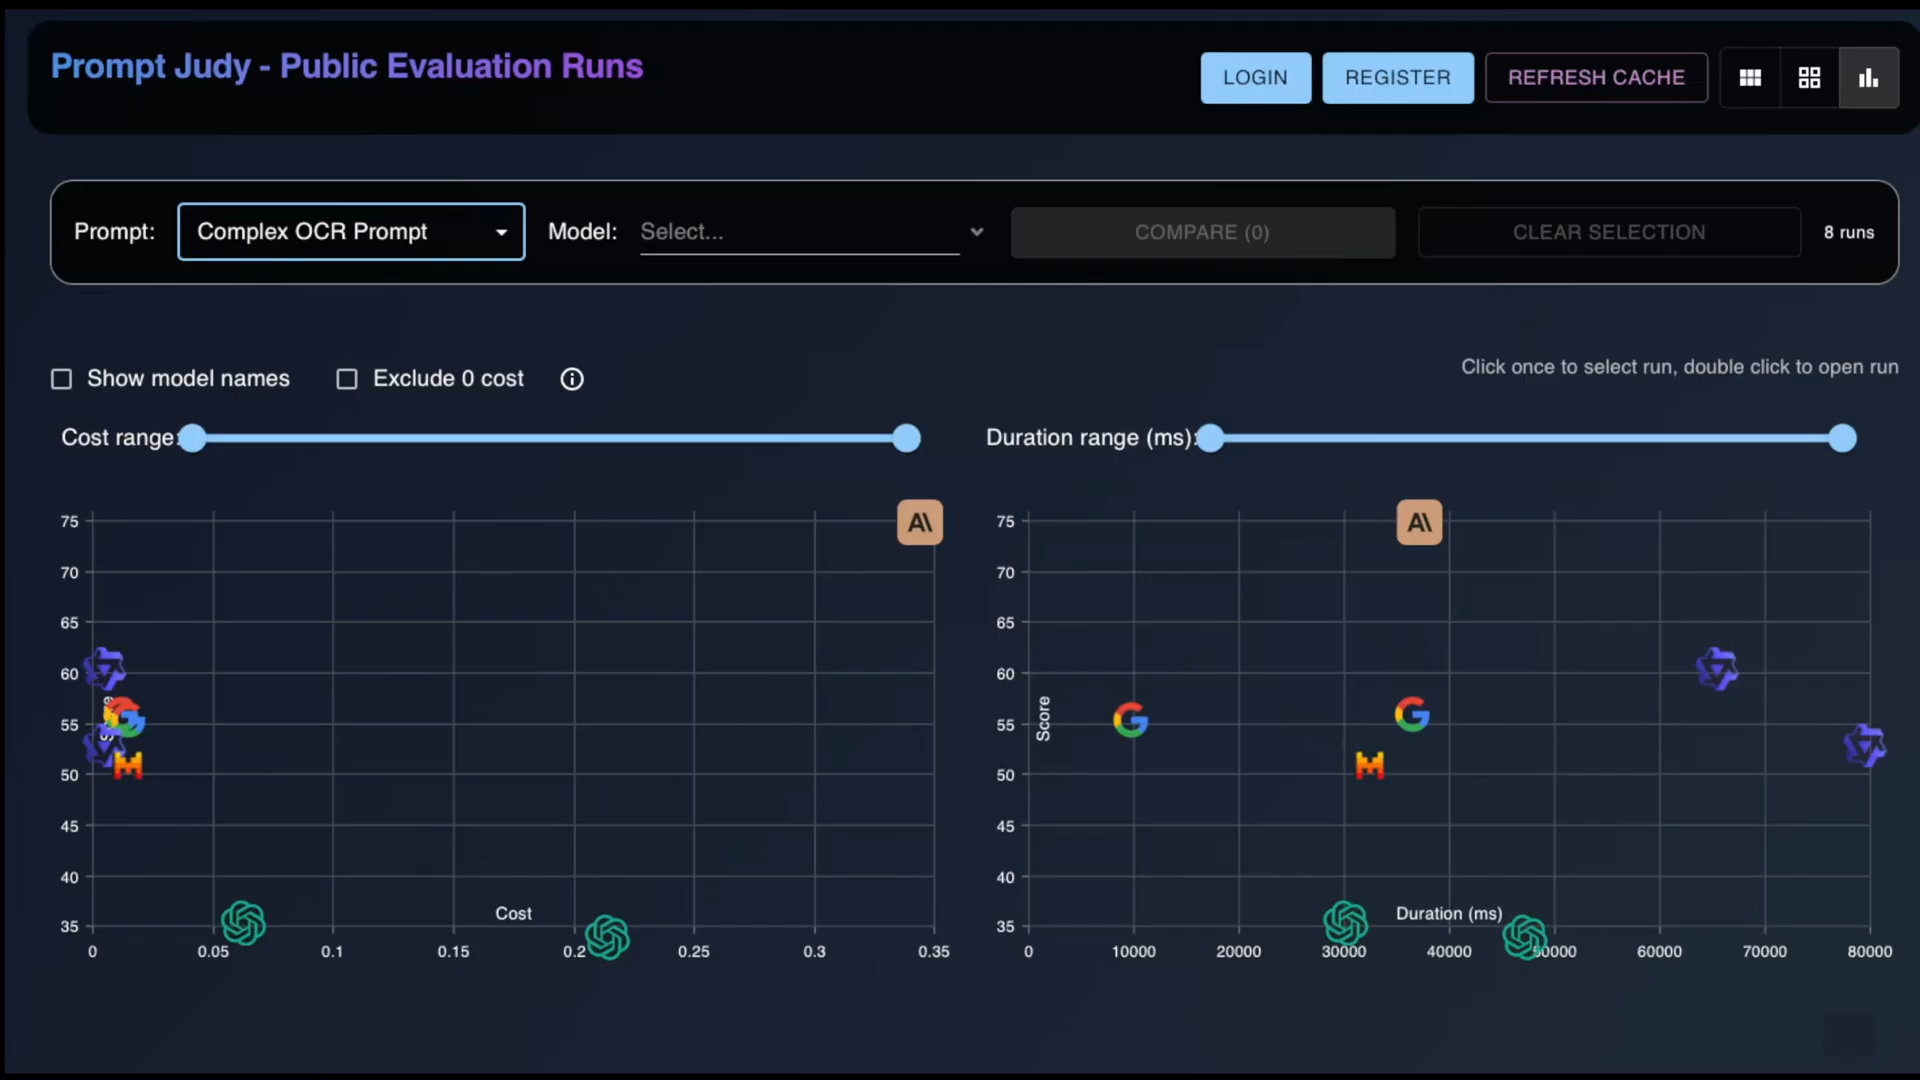 Prompt Judy - Public Evaluation Runs
LOGIN
REGISTER
REFRESH CACHE
Prompt:
Complex OCR Prompt
Model:
Select...
COMPARE (0)
CLEAR SELECTION
8 runs
Show model names
Exclude 0 cost
Click once to select run, double click to open run
Cost range:
Duration range (ms):
75
70
65
60
55
50
45
40
35
Cost
0
0.05
0.1
0.15
0.2
0.25
0.3
0.35
A\
75
70
65
60
55
50
45
40
35
Score
Duration (ms)
0
10000
20000
30000
40000
60000
70000
80000
A\